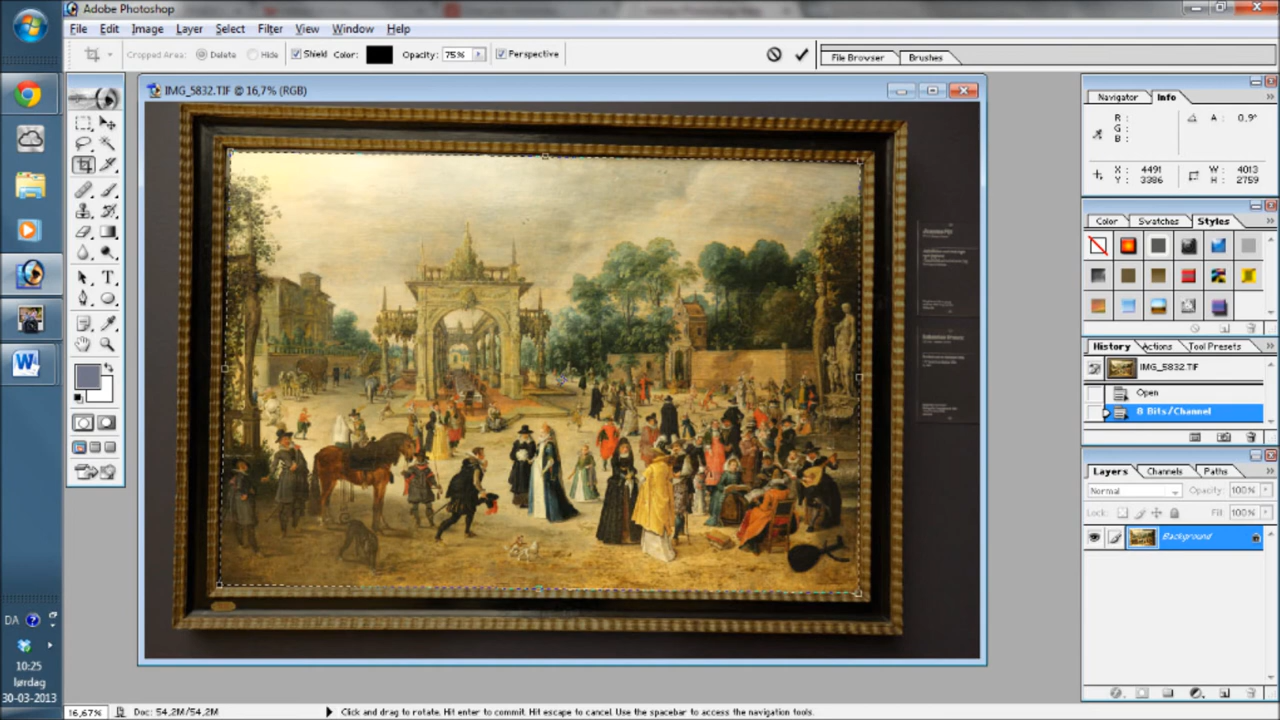 Adobe Photoshop
File Edit Image Layer Select Filter View Window Help
Cropped Area: Delete Hide Shield Color: Opacity: 75% Perspective File Browser Brushes
IMG_5832.TIF @ 16,7% (RGB)
Navigator Info
R : A : 0,9°
G :
B :
X : 4491 W : 4013
Y : 3386 H : 2759
Color Swatches Styles
History Actions Tool Presets
IMG_5832.TIF
Open
8 Bits/Channel
Layers Channels Paths
Normal Opacity: 100%
Lock: Fill: 100%
Background
T
W
DA ?
10:25
lørdag
30-03-2013
16,67% Doc: 54,2M/54,2M Click and drag to rotate. Hit enter to commit. Hit escape to cancel. Use the spacebar to access the navigation tools.